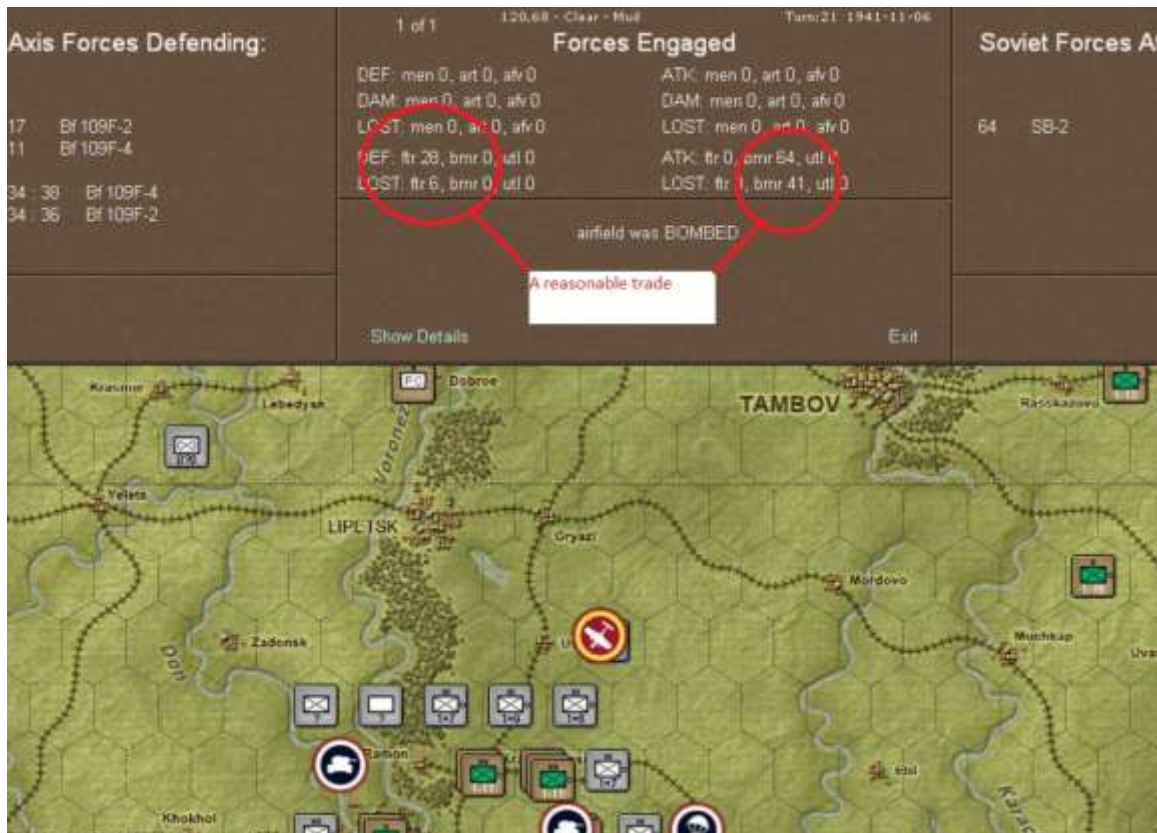 1 of 1
120,68 - Clear - Mud
Turn:21 1941-11-06
Axis Forces Defending:
Forces Engaged
Soviet Forces
DEF: men 0, art 0, afv 0
ATK: men 0, art 0, afv 0
DAM: men 0, art 0, afv 0
DAM: men 0, art 0, afv 0
17 Bf 109F-2
LOST: men 0, art 0, afv 0
LOST: men 0, art 0, afv 0
64 SB-2
11 Bf 109F-4
DEF: ftr 28, bmr 0, utl 0
ATK: ftr 0, bmr 64, utl 0
34 : 38 Bf 109F-4
LOST: ftr 6, bmr 0, utl 0
LOST: ftr bmr 41, utl 0
34 : 36 Bf 109F-2
airfield was BOMBED
A reasonable trade
Show Details
Exit
Krasnoe
Lebedyan
Dobroe
TAMBOV
Rasskazovo
Voronez
Yelets
LIPETSK
Gryazi
Mordovo
Zadonsk
Don
Muchkap
Ramon
Khokhol